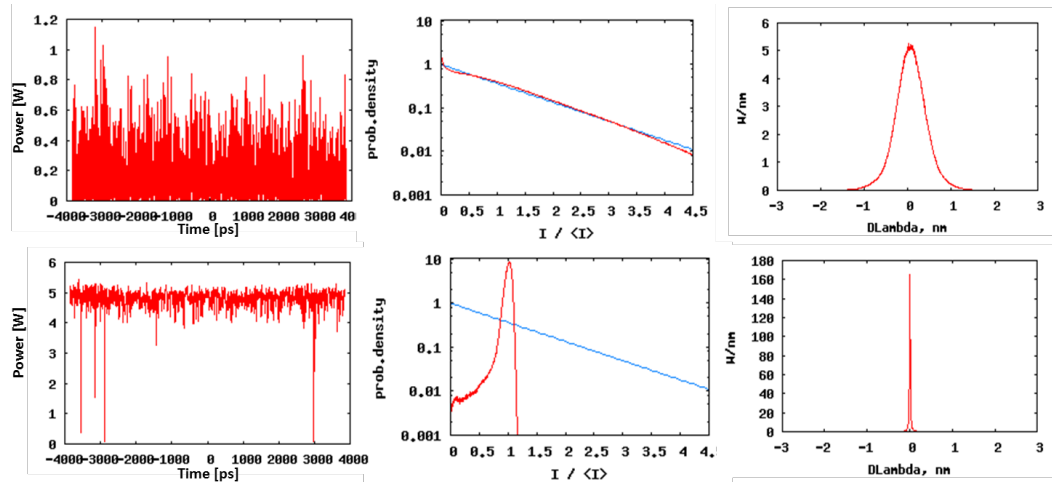 1.2
1
0.8
0.6
0.4
0.2
0
Power [W]
-4000 -3000 -2000 -1000 0 1000 2000 3000 40
Time [ps]
10
1
0.1
0.01
0.001
prob.density
0 0.5 1 1.5 2 2.5 3 3.5 4 4.5
I / <I>
6
5
4
3
2
1
0
W/nm
-3 -2 -1 0 1 2 3
DLambda, nm
6
5
4
3
2
1
0
Power [W]
-4000 -3000 -2000 -1000 0 1000 2000 3000 4000
Time [ps]
10
1
0.1
0.01
0.001
prob.density
0 0.5 1 1.5 2 2.5 3 3.5 4 4.5
I / <I>
180
160
140
120
100
80
60
40
20
0
W/nm
-3 -2 -1 0 1 2 3
DLambda, nm